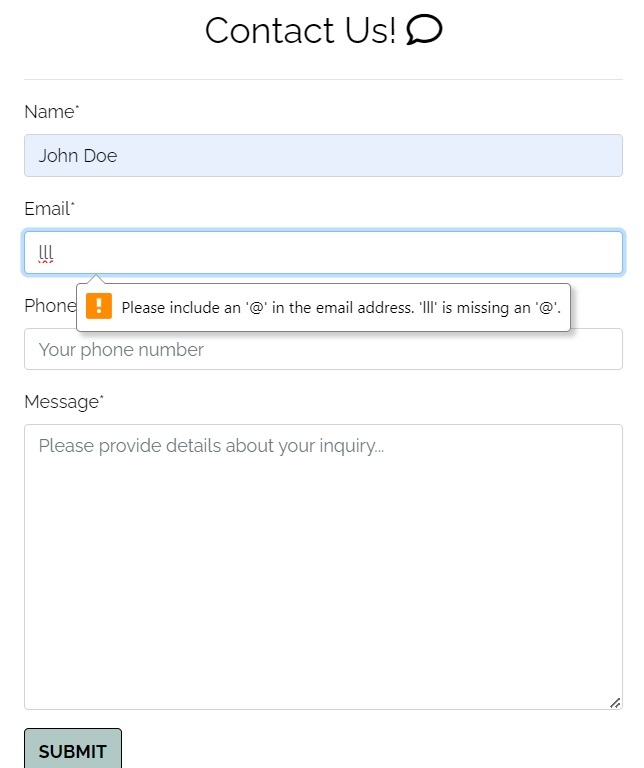 Contact Us!
Name*
John Doe
Email*
lll
Please include an '@' in the email address. 'lll' is missing an '@'.
Phone
Your phone number
Message*
Please provide details about your inquiry...
SUBMIT